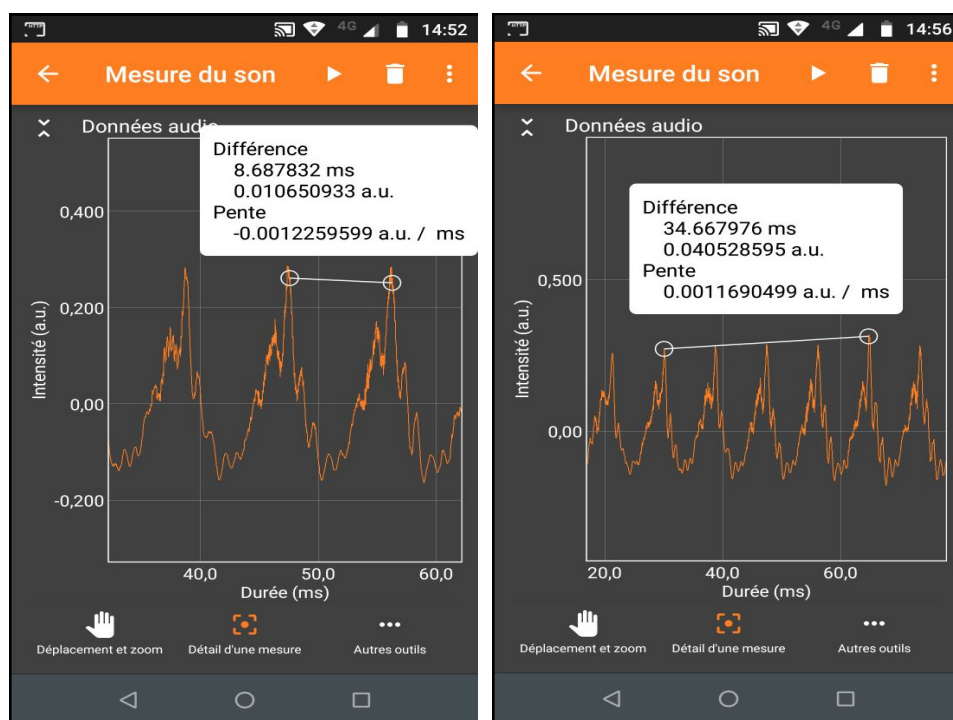 4G 14:52
Mesure du son
Données audio
Différence
8.687832 ms
0.010650933 a.u.
Pente
-0.0012259599 a.u. / ms
Intensité (a.u.)
0,400
0,200
0,00
-0,200
40,0 50,0 60,0
Durée (ms)
Déplacement et zoom Détail d'une mesure Autres outils
4G 14:56
Mesure du son
Données audio
Différence
34.667976 ms
0.040528595 a.u.
Pente
0.0011690499 a.u. / ms
Intensité (a.u.)
0,500
0,00
20,0 40,0 60,0
Durée (ms)
Déplacement et zoom Détail d'une mesure Autres outils